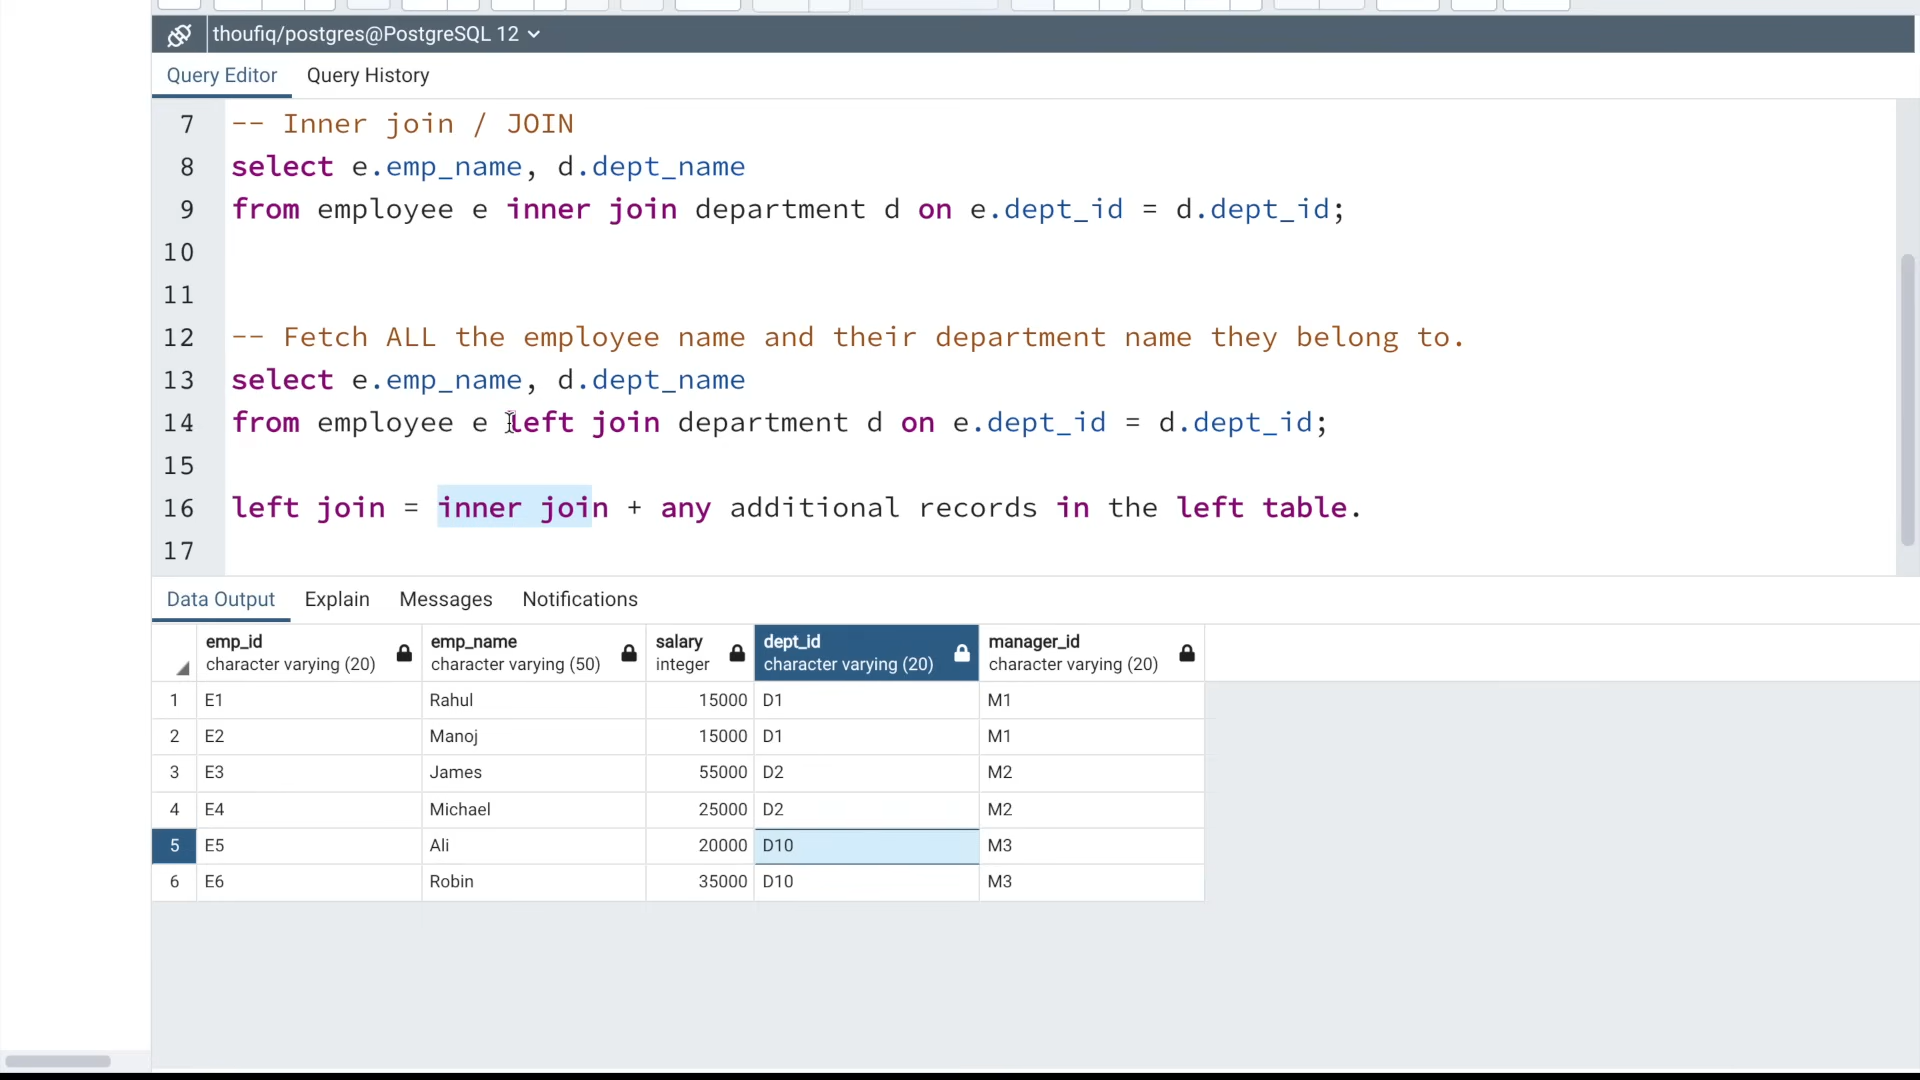 thoufiq/postgres@PostgreSQL 12
Query Editor Query History
7 -- Inner join / JOIN
8 select e.emp_name, d.dept_name
9 from employee e inner join department d on e.dept_id = d.dept_id;
10
11
12 -- Fetch ALL the employee name and their department name they belong to.
13 select e.emp_name, d.dept_name
14 from employee e left join department d on e.dept_id = d.dept_id;
15
16 left join = inner join + any additional records in the left table.
17
Data Output Explain Messages Notifications
emp_id emp_name salary dept_id manager_id
character varying (20) character varying (50) integer character varying (20) character varying (20)
1 E1 Rahul 15000 D1 M1
2 E2 Manoj 15000 D1 M1
3 E3 James 55000 D2 M2
4 E4 Michael 25000 D2 M2
5 E5 Ali 20000 D10 M3
6 E6 Robin 35000 D10 M3